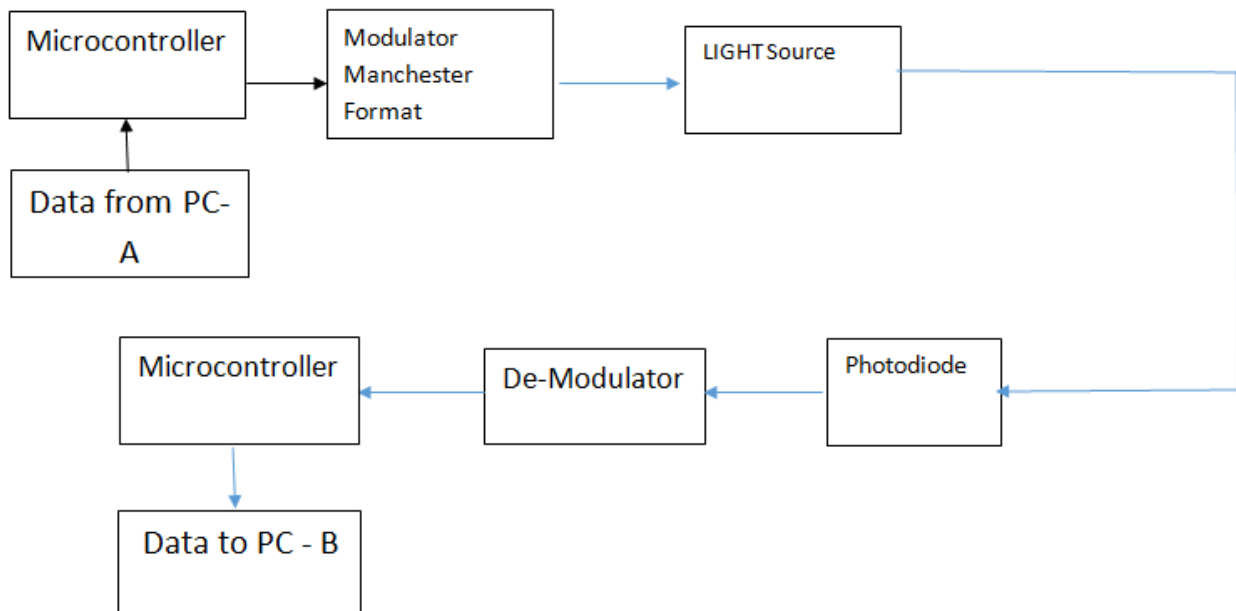 Microcontroller
Modulator
Manchester
Format
LIGHT Source
Data from PC-
A
Microcontroller
De-Modulator
Photodiode
Data to PC - B